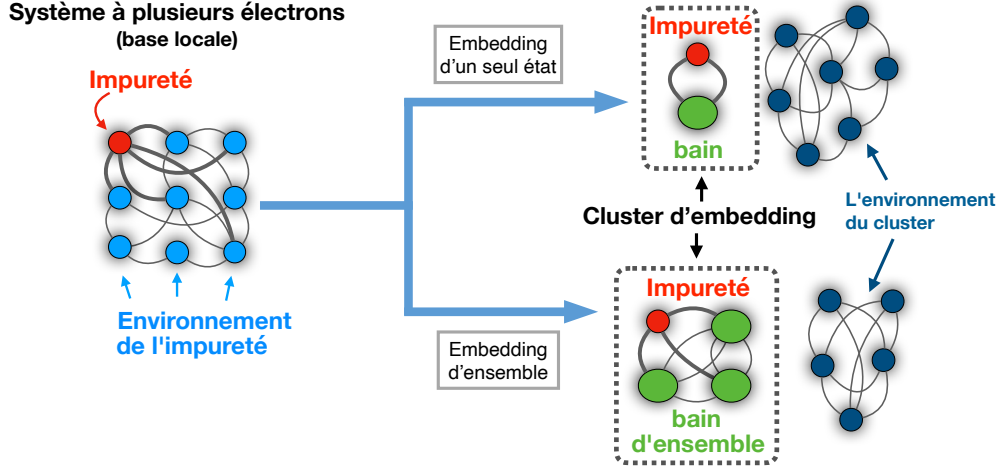 Système à plusieurs électrons
(base locale)
Impureté
Environnement
de l'impureté
Embedding
d'un seul état
Embedding
d’ensemble
Impureté
bain
Cluster d’embedding
Impureté
bain
d'ensemble
L'environnement
du cluster